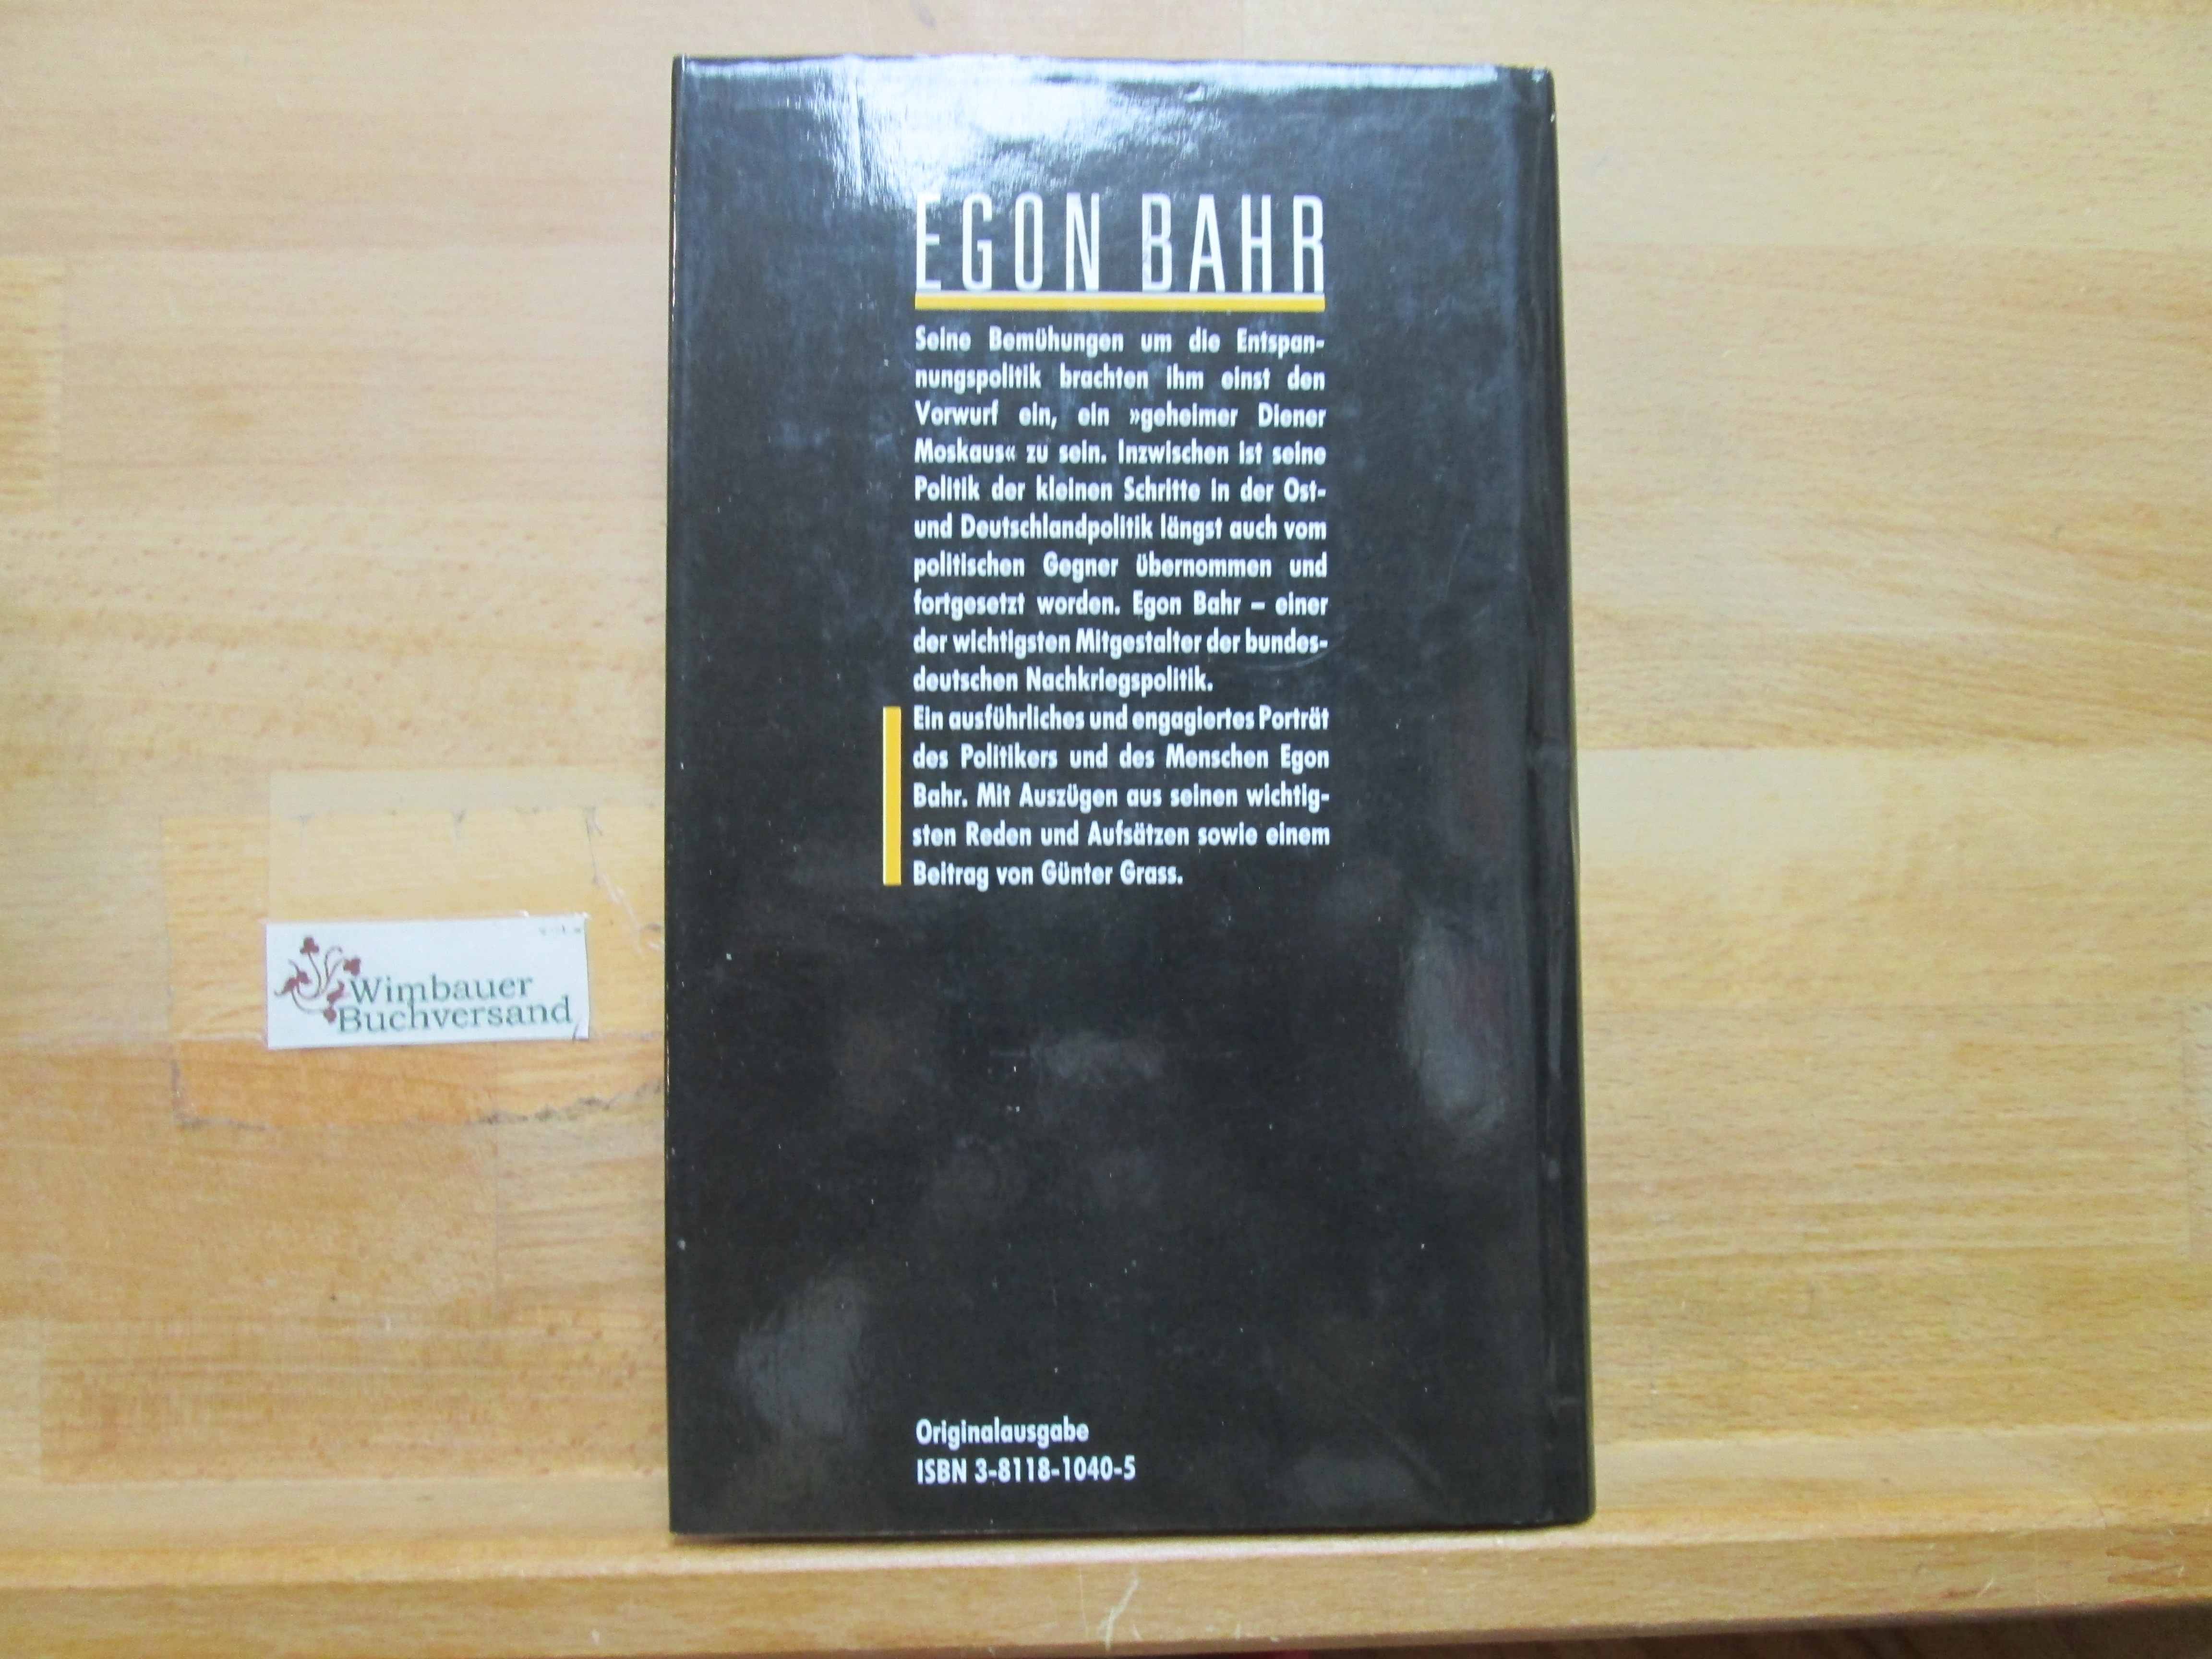 EGON BAHR
Seine Bemühungen um die Entspan-
nungspolitik brachten ihm einst den
Vorwurf ein, ein »geheimer Diener
Moskaus« zu sein. Inzwischen ist seine
Politik der kleinen Schritte in der Ost-
und Deutschlandpolitik längst auch vom
politischen Gegner übernommen und
fortgesetzt worden. Egon Bahr – einer
der wichtigsten Mitgestalter der bundes-
deutschen Nachkriegspolitik.
Ein ausführliches und engagiertes Porträt
des Politikers und des Menschen Egon
Bahr. Mit Auszügen aus seinen wichtig-
sten Reden und Aufsätzen sowie einem
Beitrag von Günter Grass.
Wimbauer
Buchversand
Originalausgabe
ISBN 3-8118-1040-5